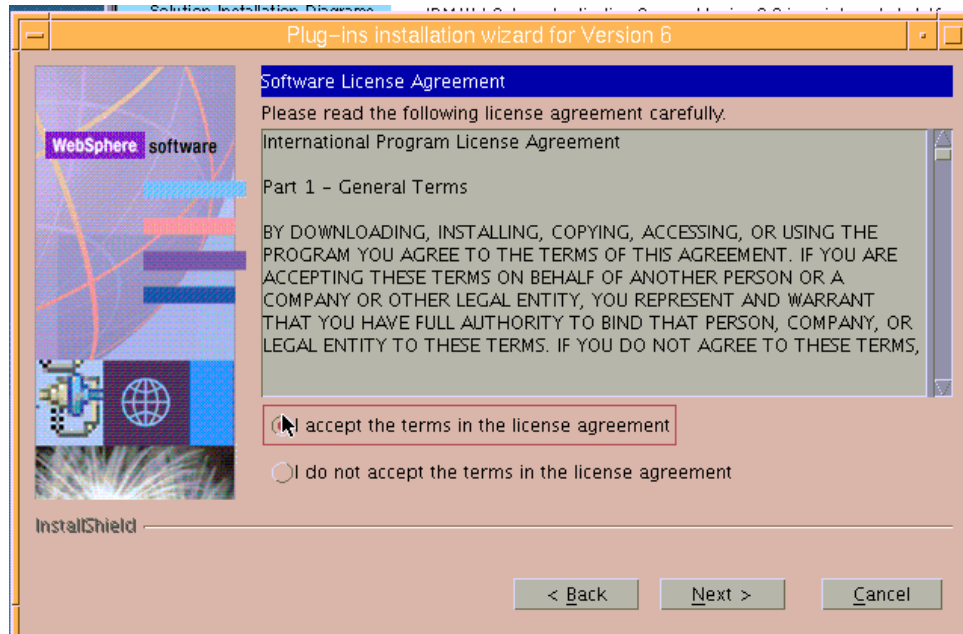 Solution Installation Diagrams
Plug-ins installation wizard for Version 6
WebSphere software
Software License Agreement
Please read the following license agreement carefully.
International Program License Agreement
Part 1 - General Terms
BY DOWNLOADING, INSTALLING, COPYING, ACCESSING, OR USING THE
PROGRAM YOU AGREE TO THE TERMS OF THIS AGREEMENT. IF YOU ARE
ACCEPTING THESE TERMS ON BEHALF OF ANOTHER PERSON OR A
COMPANY OR OTHER LEGAL ENTITY, YOU REPRESENT AND WARRANT
THAT YOU HAVE FULL AUTHORITY TO BIND THAT PERSON, COMPANY, OR
LEGAL ENTITY TO THESE TERMS. IF YOU DO NOT AGREE TO THESE TERMS,
I accept the terms in the license agreement
I do not accept the terms in the license agreement
InstallShield
< Back Next > Cancel